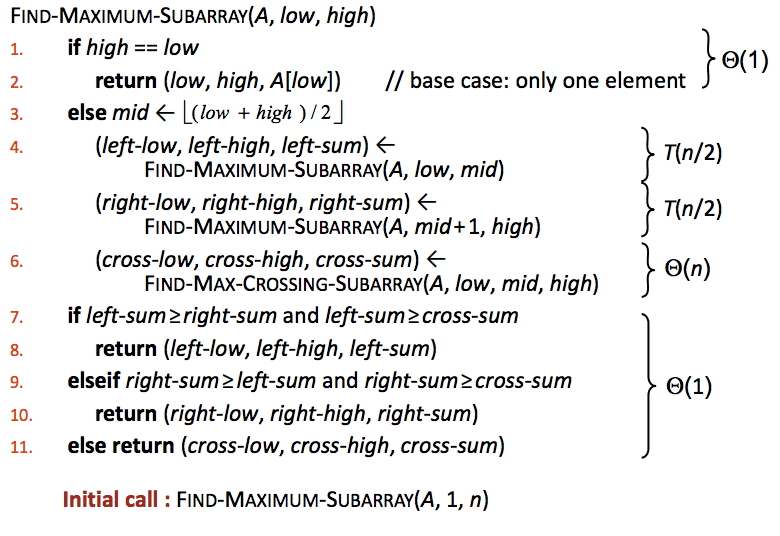 FIND-MAXIMUM-SUBARRAY(A, low, high)
1. if high == low
2. return (low, high, A[low]) // base case: only one element
Θ(1)
3. else mid ← ⌊(low + high )/2⌋
4. (left-low, left-high, left-sum) ←
FIND-MAXIMUM-SUBARRAY(A, low, mid)
T(n/2)
5. (right-low, right-high, right-sum) ←
FIND-MAXIMUM-SUBARRAY(A, mid+1, high)
T(n/2)
6. (cross-low, cross-high, cross-sum) ←
FIND-MAX-CROSSING-SUBARRAY(A, low, mid, high)
Θ(n)
7. if left-sum≥right-sum and left-sum≥cross-sum
8. return (left-low, left-high, left-sum)
9. elseif right-sum≥left-sum and right-sum≥cross-sum
10. return (right-low, right-high, right-sum)
11. else return (cross-low, cross-high, cross-sum)
Θ(1)
Initial call : FIND-MAXIMUM-SUBARRAY(A, 1, n)